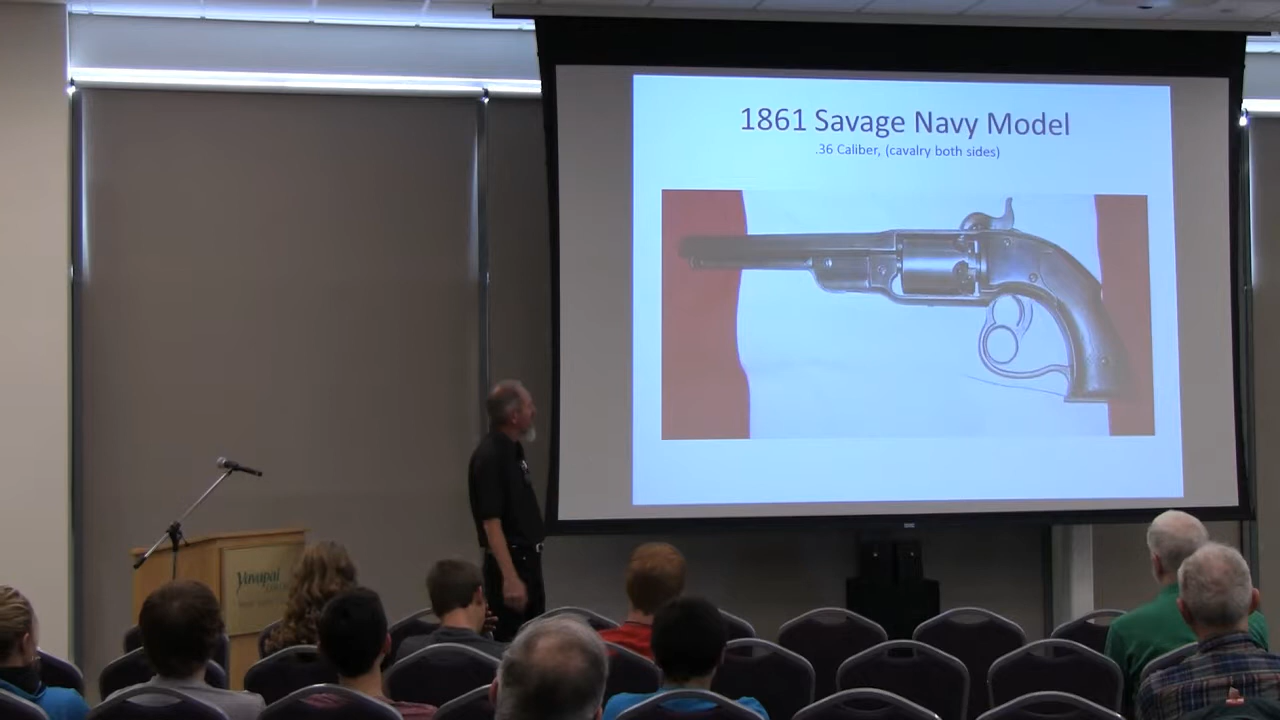 1861 Savage Navy Model
.36 Caliber, (cavalry both sides)
Yavapai